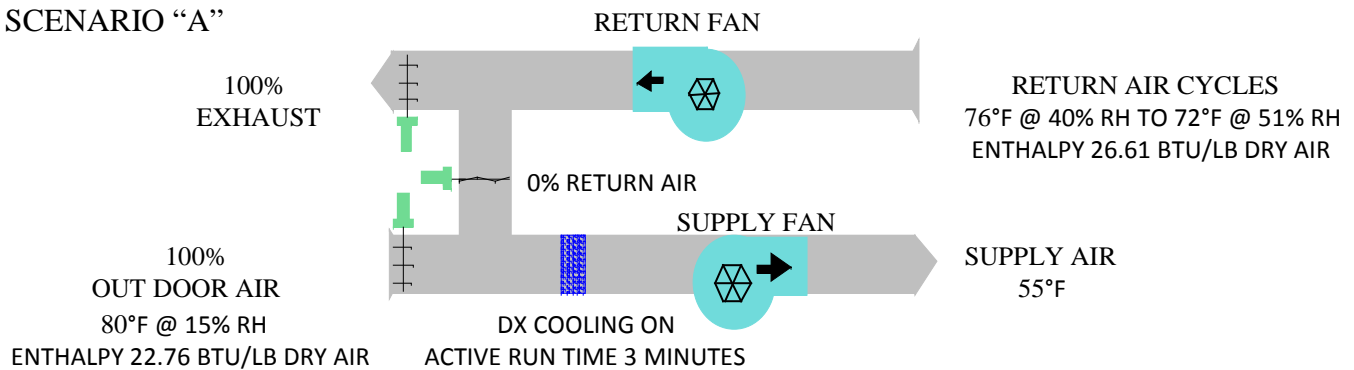 SCENARIO “A”
RETURN FAN
100%
EXHAUST
RETURN AIR CYCLES
76°F @ 40% RH TO 72°F @ 51% RH
ENTHALPY 26.61 BTU/LB DRY AIR
0% RETURN AIR
SUPPLY FAN
100%
OUT DOOR AIR
80°F @ 15% RH
ENTHALPY 22.76 BTU/LB DRY AIR
DX COOLING ON
ACTIVE RUN TIME 3 MINUTES
SUPPLY AIR
55°F